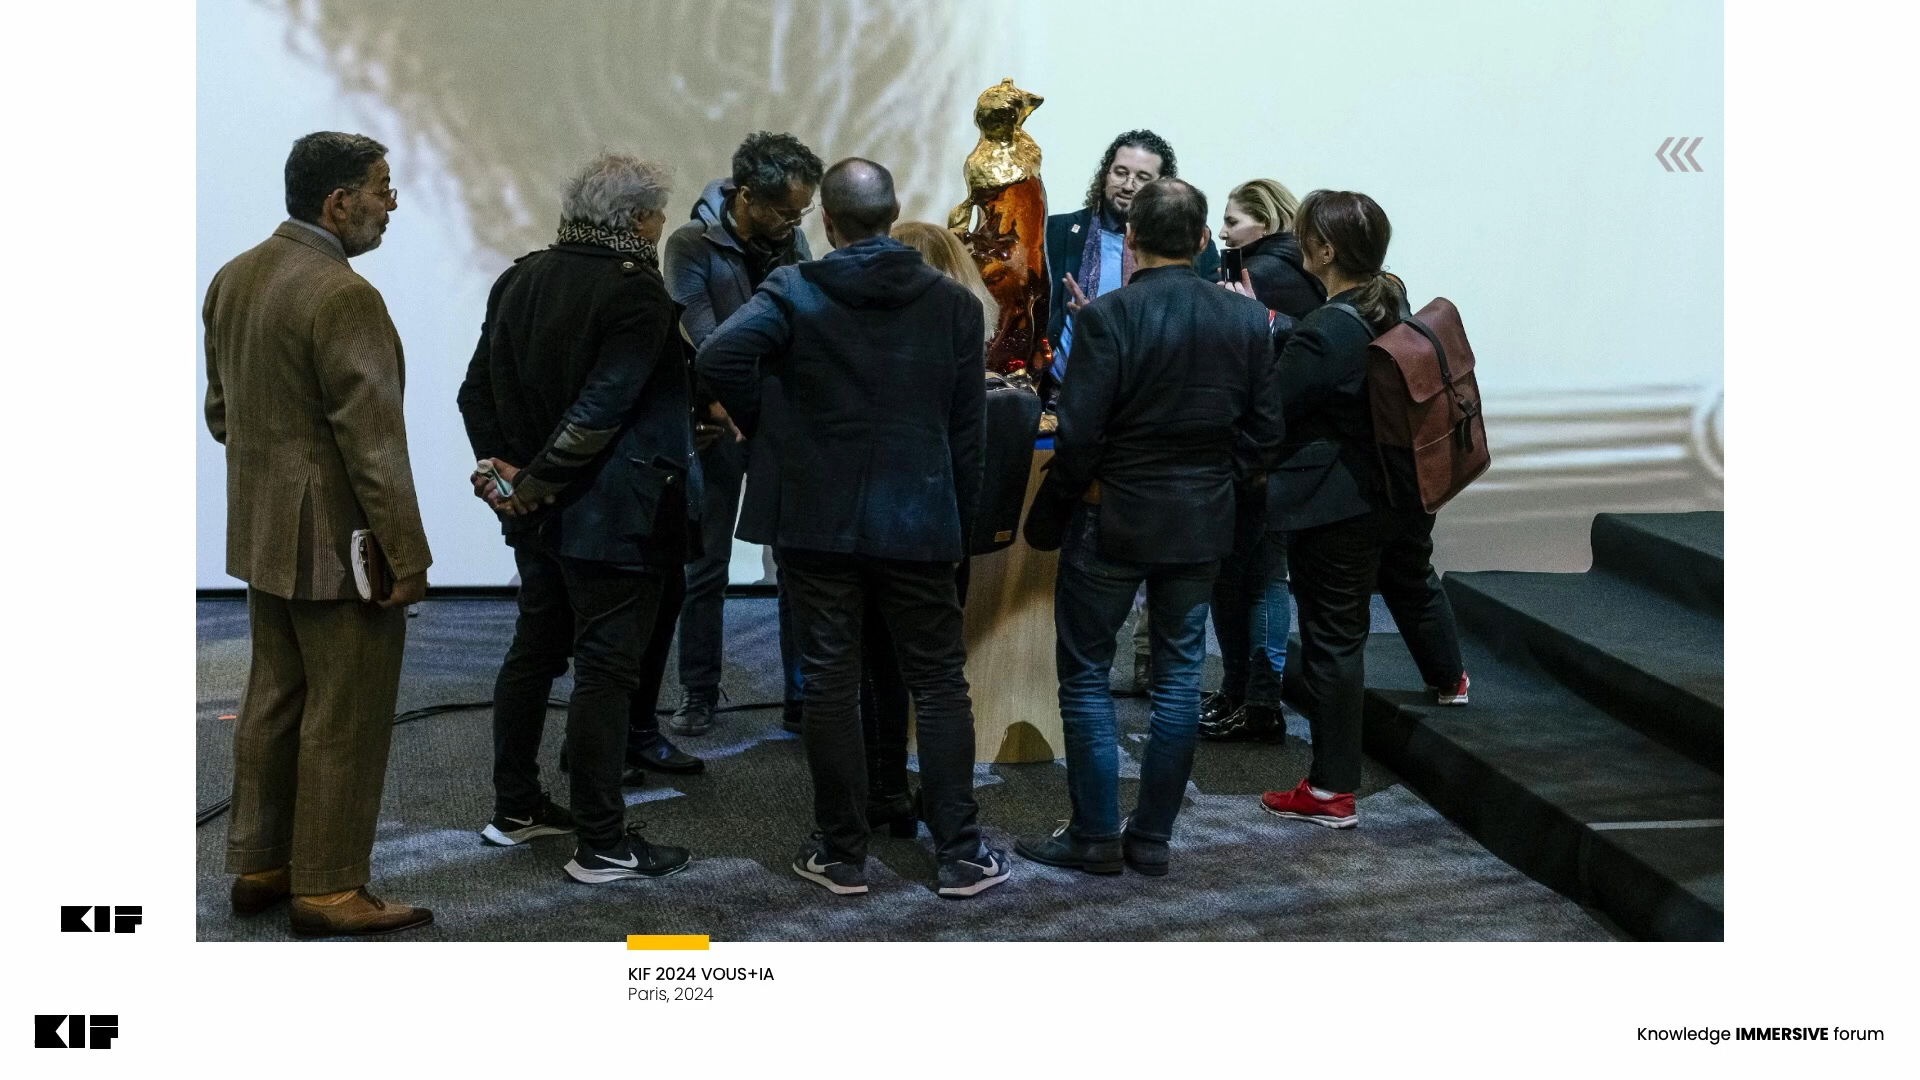 KIF
KIF 2024 VOUS+IA
Paris, 2024
KIF
Knowledge IMMERSIVE forum